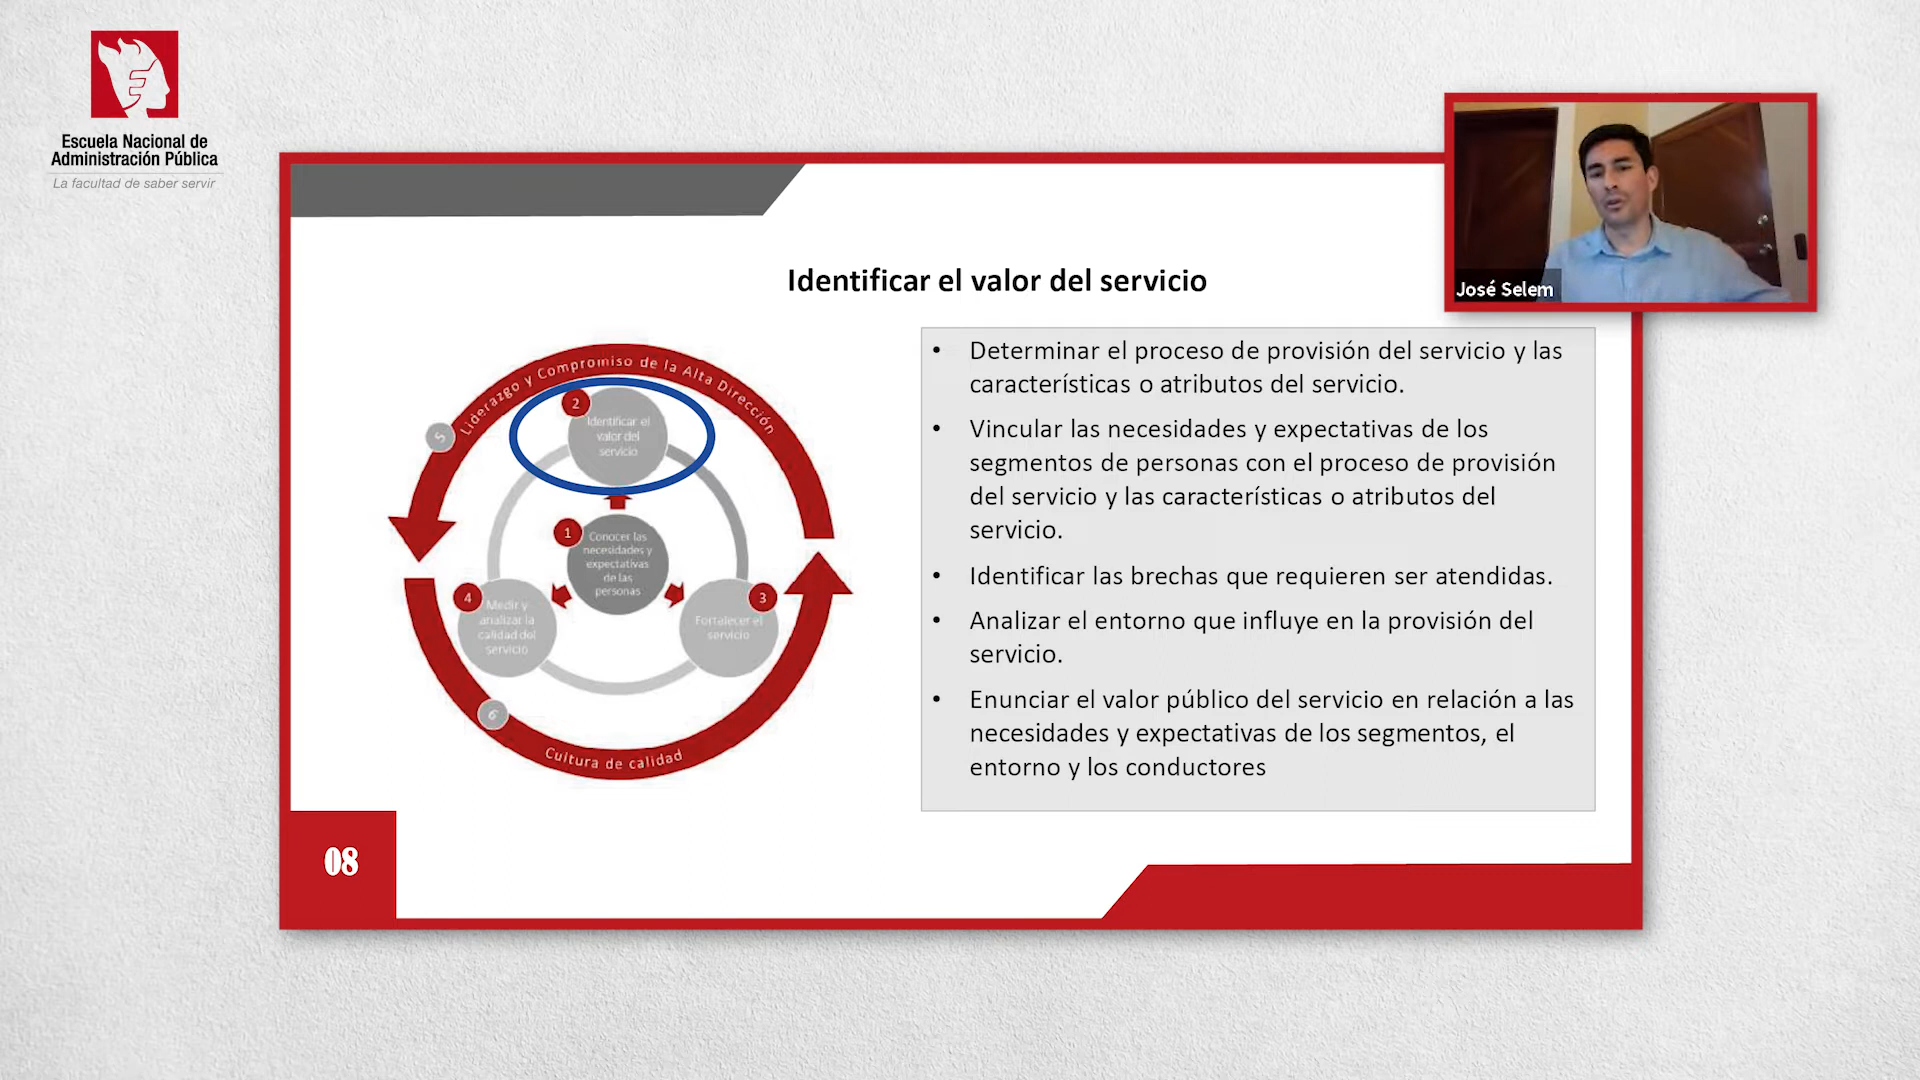 Escuela Nacional de
Administración Pública
La facultad de saber servir
José Selem
Identificar el valor del servicio
Liderazgo y Compromiso de la Alta Dirección
5
2
Identificar el
valor del
servicio
1
Conocer las
necesidades y
expectativas
de las
personas
4
Medir y
analizar la
calidad del
servicio
3
Fortalecer el
servicio
6
Cultura de calidad
• Determinar el proceso de provisión del servicio y las
características o atributos del servicio.
• Vincular las necesidades y expectativas de los
segmentos de personas con el proceso de provisión
del servicio y las características o atributos del
servicio.
• Identificar las brechas que requieren ser atendidas.
• Analizar el entorno que influye en la provisión del
servicio.
• Enunciar el valor público del servicio en relación a las
necesidades y expectativas de los segmentos, el
entorno y los conductores
08